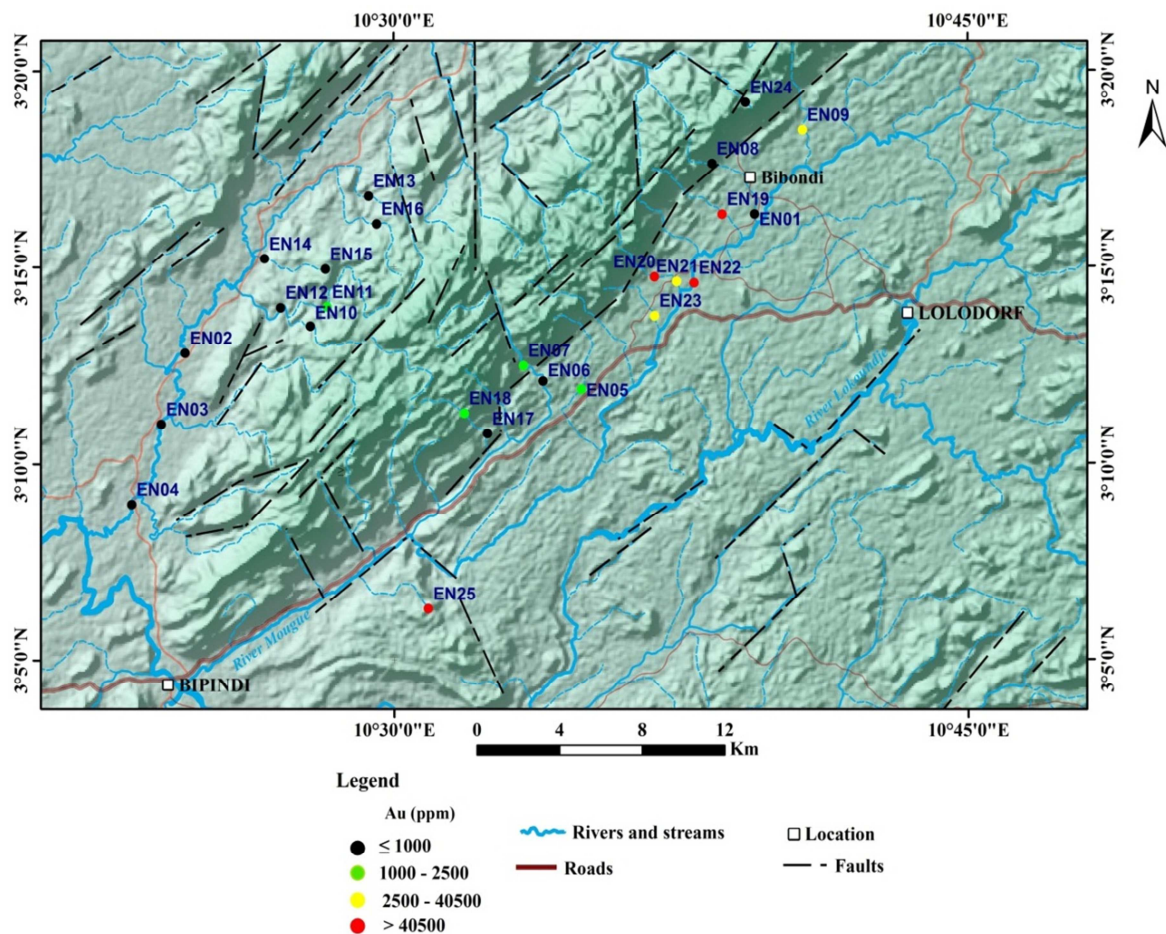 10°30'0"E 10°45'0"E
3°20'0"N 3°20'0"N
N
EN24
EN09
EN08
Bibondi
EN13
EN19
EN16
EN01
EN14
3°15'0"N 3°15'0"N
EN15
EN20 EN21 EN22
EN12 EN11
EN23
EN10
LOLODORF
EN02
EN07
EN06
River Lokoundje
EN05
EN18
EN03
EN17
3°10'0"N 3°10'0"N
EN04
EN25
River Mougue
3°5'0"N 3°5'0"N
BIPINDI
10°30'0"E 10°45'0"E
0 4 8 12
Km
Legend
Au (ppm)
≤ 1000
1000 - 2500
2500 - 40500
> 40500
Rivers and streams
Roads
Location
Faults